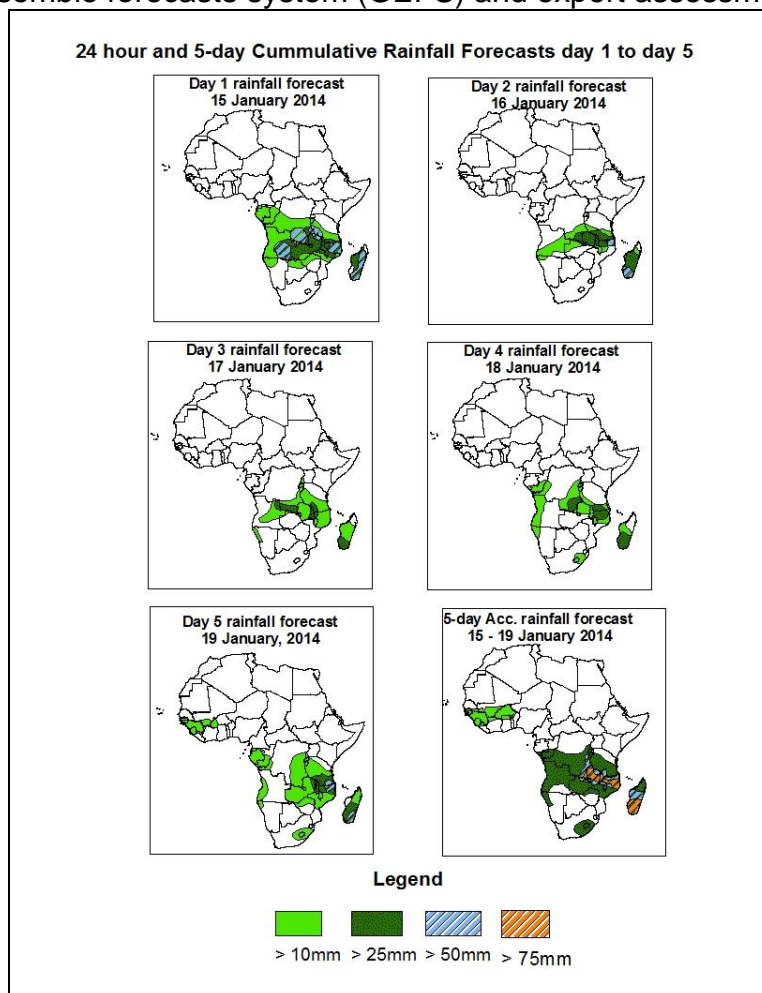 24 hour and 5-day Cummulative Rainfall Forecasts day 1 to day 5
Day 1 rainfall forecast
15 January 2014
Day 2 rainfall forecast
16 January 2014
Day 3 rainfall forecast
17 January 2014
Day 4 rainfall forecast
18 January 2014
Day 5 rainfall forecast
19 January, 2014
5-day Acc. rainfall forecast
15 - 19 January 2014
Legend
> 10mm > 25mm > 50mm > 75mm